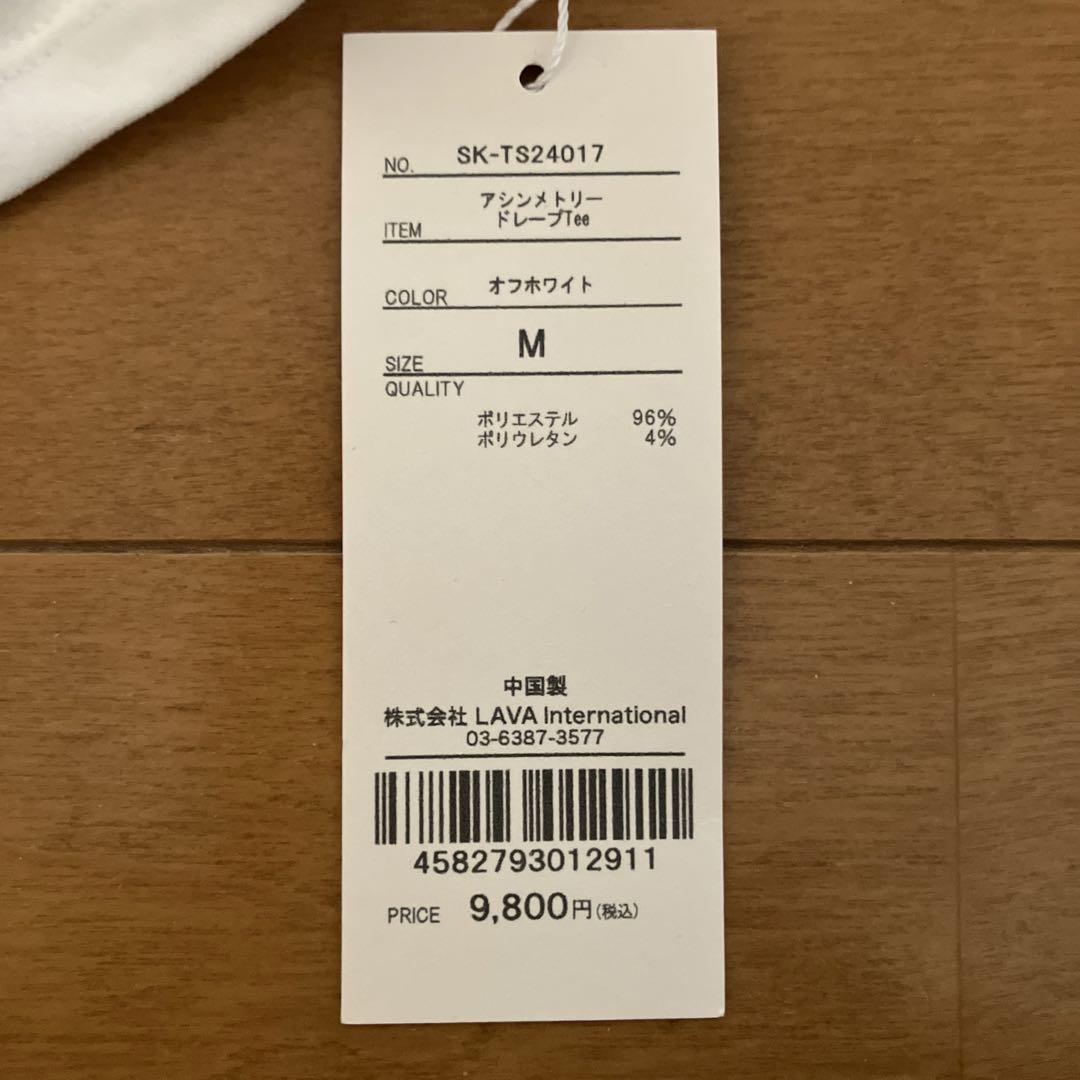 NO. SK-TS24017
アシンメトリー
ITEM ドレープTee
COLOR オフホワイト
SIZE M
QUALITY
ポリエステル 96%
ポリウレタン 4%
中国製
株式会社 LAVA International
03-6387-3577
4582793012911
PRICE 9,800円(税込)